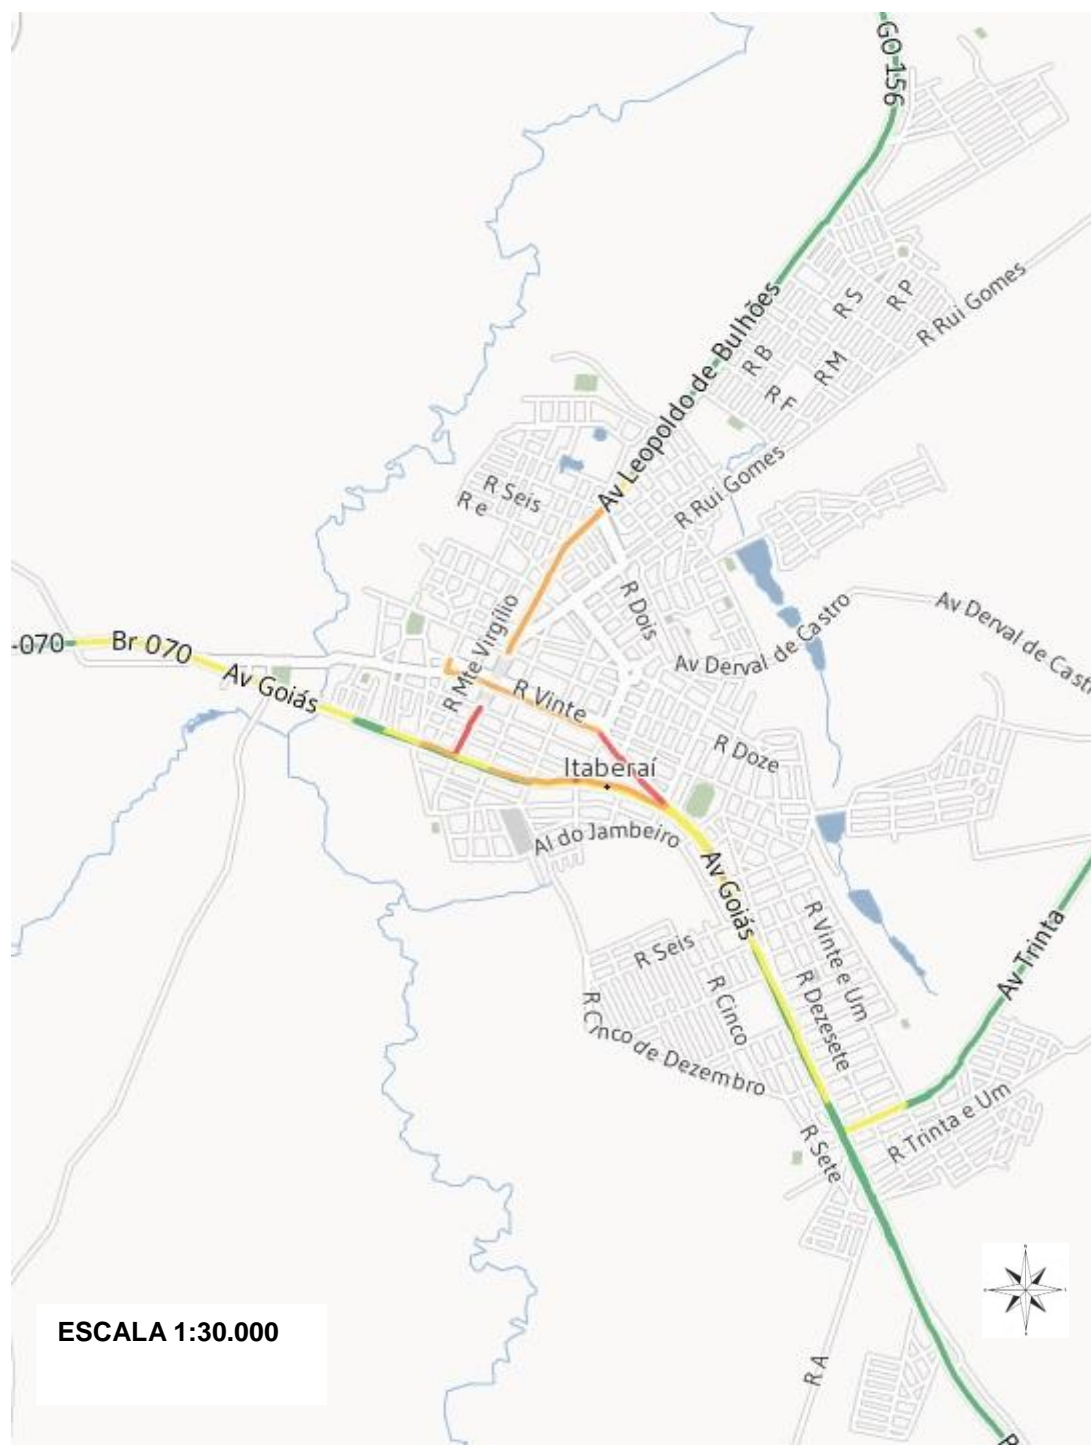 GO 156
Av Leopoldo de Bulhões
R S
R P
R Rui Gomes
R B
R M
R F
R Rui Gomes
R Seis
R e
R Dois
Av Derval de Castro
Av Derval de Castr
R Mte Virgílio
-070
Br 070
Av Goiás
R Vinte
R Doze
Itaberaí
Al do Jambeiro
Av Goiás
R Vinte e Um
Av Trinta
R Seis
R Cinco
R Dezesete
R Cinco de Dezembro
R Trinta e Um
R Sete
ESCALA 1:30.000
R A